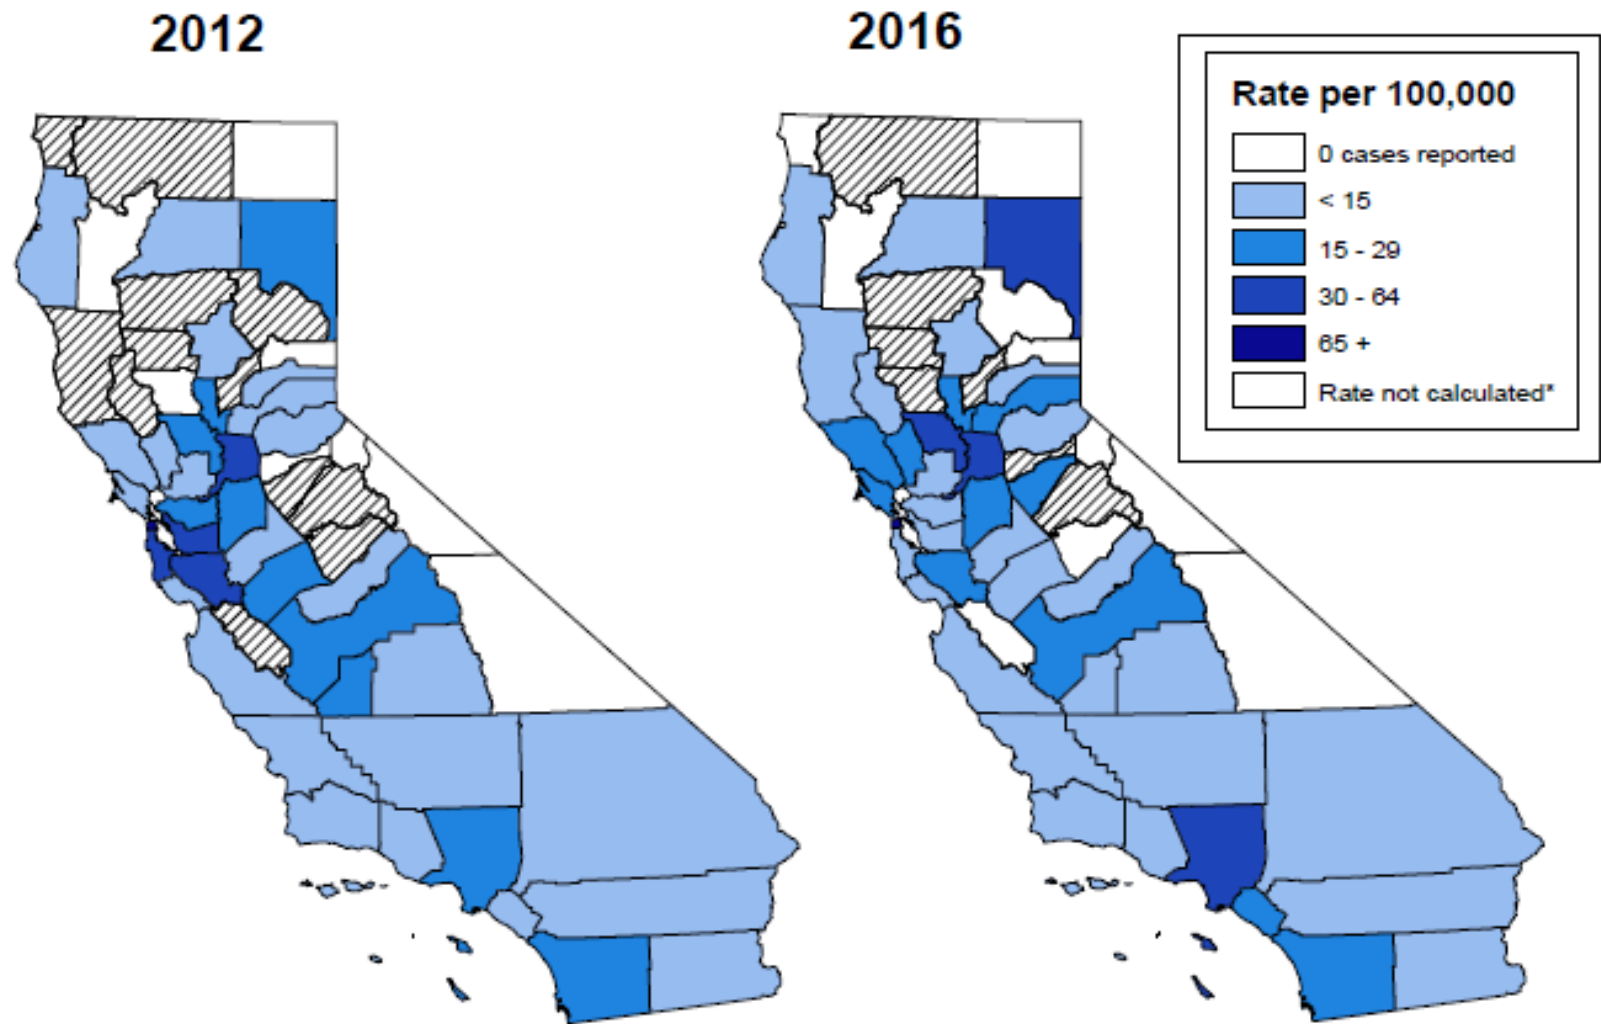 2012
2016
Rate per 100,000
0 cases reported
< 15
15 - 29
30 - 64
65 +
Rate not calculated*